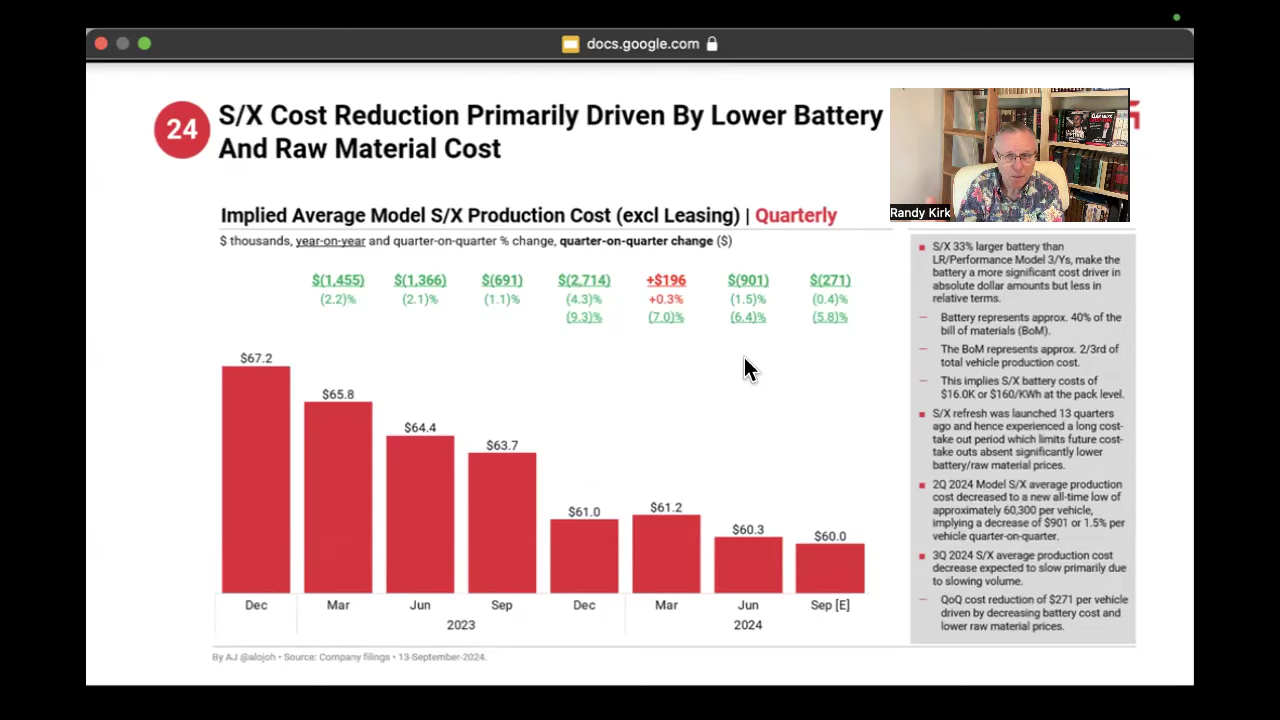 docs.google.com
24
S/X Cost Reduction Primarily Driven By Lower Battery
And Raw Material Cost
Randy Kirk
Implied Average Model S/X Production Cost (excl Leasing) | Quarterly
$ thousands, year-on-year and quarter-on-quarter % change, quarter-on-quarter change ($)
$(1,455) $(1,366) $(691) $(2,714) +$196 $(901) $(271)
(2.2)% (2.1)% (1.1)% (4.3)% +0.3% (1.5)% (0.4)%
(9.3)% (7.0)% (6.4)% (5.8)%
$67.2 $65.8 $64.4 $63.7 $61.0 $61.2 $60.3 $60.0
Dec Mar Jun Sep Dec Mar Jun Sep [E]
2023 2024
S/X 33% larger battery than
LR/Performance Model 3/Ys, make the
battery a more significant cost driver in
absolute dollar amounts but less in
relative terms.
Battery represents approx. 40% of the
bill of materials (BoM).
The BoM represents approx. 2/3rd of
total vehicle production cost.
This implies S/X battery costs of
$16.0K or $160/KWh at the pack level.
S/X refresh was launched 13 quarters
ago and hence experienced a long cost-
take out period which limits future cost-
take outs absent significantly lower
battery/raw material prices.
2Q 2024 Model S/X average production
cost decreased to a new all-time low of
approximately 60,300 per vehicle,
implying a decrease of $901 or 1.5% per
vehicle quarter-on-quarter.
3Q 2024 S/X average production cost
decrease expected to slow primarily due
to slowing volume.
QoQ cost reduction of $271 per vehicle
driven by decreasing battery cost and
lower raw material prices.
By AJ @alojoh • Source: Company filings • 13-September-2024.